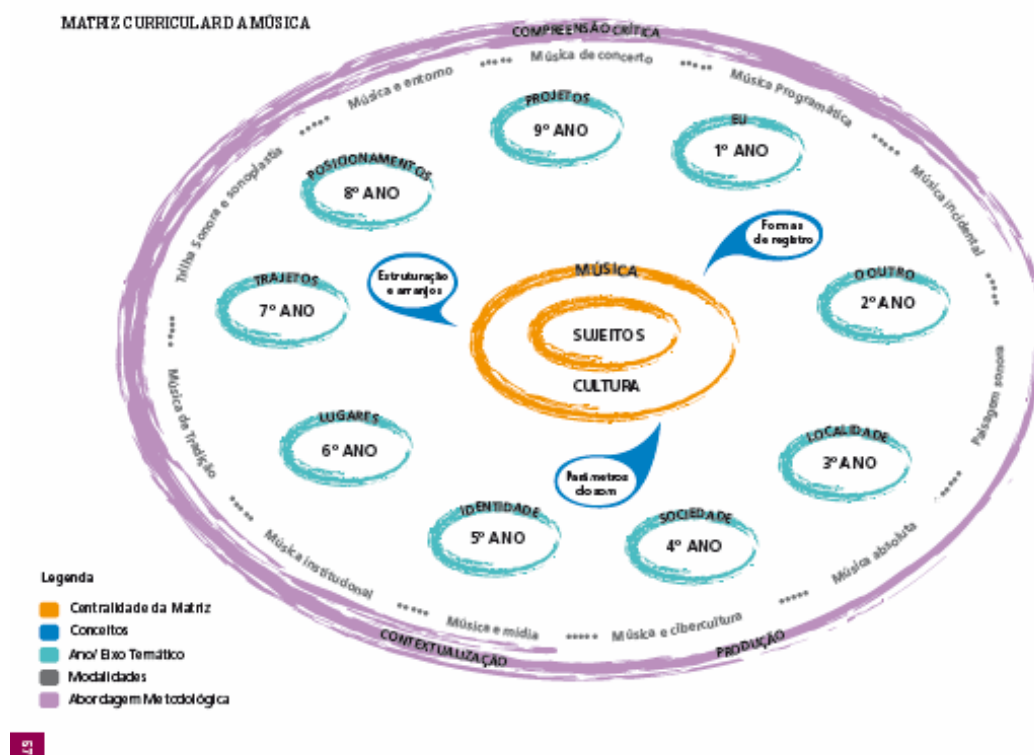 MATRIZ CURRICULAR DA MÚSICA
COMPREENSÃO CRÍTICA
Música de concerto
Música Programática
Música incidental
Paisagem sonora
Música absoluta
Música e cibercultura
Música e mídia
Música institucional
Música de Tradição
Trilha Sonora e sonoplastia
Música e entorno
PROJETOS
9º ANO
EU
1º ANO
O OUTRO
2º ANO
LOCALIDADE
3º ANO
SOCIEDADE
4º ANO
IDENTIDADE
5º ANO
LUGARES
6º ANO
TRAJETOS
7º ANO
POSICIONAMENTOS
8º ANO
Formas
de registro
Estruturação
e arranjos
Parâmetros
do som
MÚSICA
SUJEITOS
CULTURA
CONTEXTUALIZAÇÃO
PRODUÇÃO
Legenda
Centralidade da Matriz
Conceitos
Ano/ Eixo Temático
Modalidades
Abordagem Metodológica